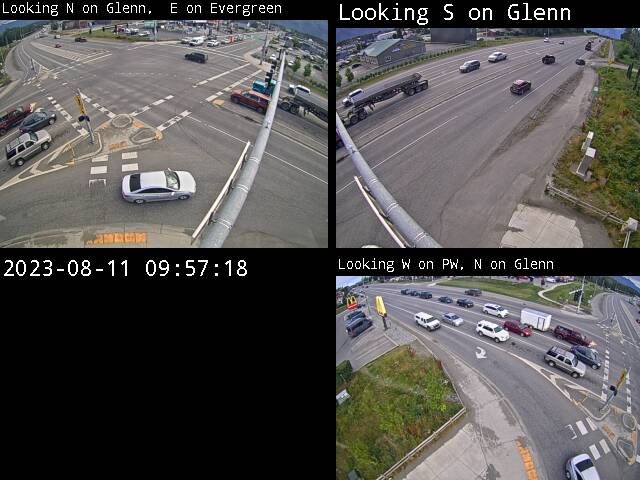 Looking N on Glenn, E on Evergreen
Looking S on Glenn
2023-08-11 09:57:18
Looking W on PW, N on Glenn